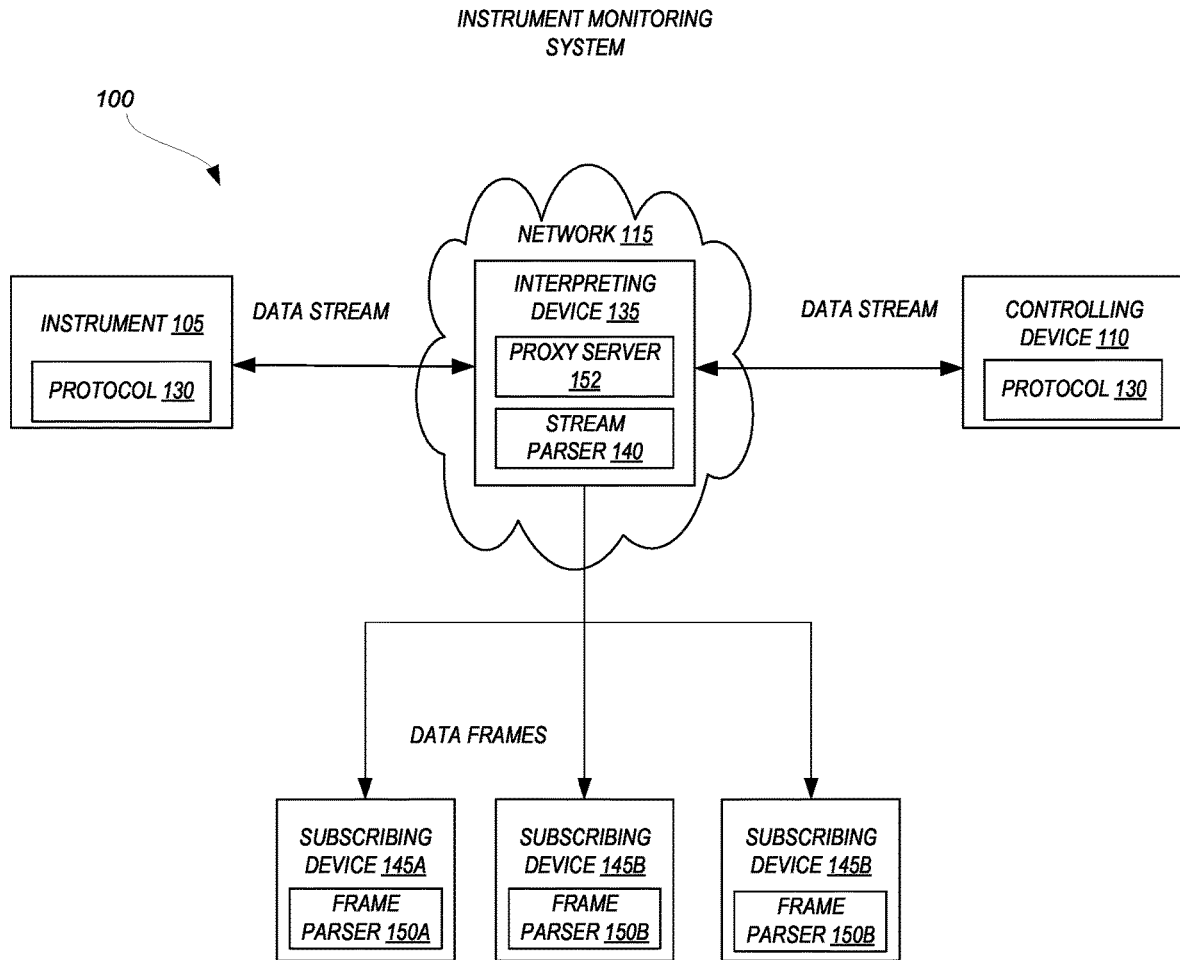 INSTRUMENT MONITORING
SYSTEM
100
NETWORK 115
INSTRUMENT 105
PROTOCOL 130
DATA STREAM
INTERPRETING
DEVICE 135
PROXY SERVER
152
STREAM
PARSER 140
DATA STREAM
CONTROLLING
DEVICE 110
PROTOCOL 130
DATA FRAMES
SUBSCRIBING
DEVICE 145A
FRAME
PARSER 150A
SUBSCRIBING
DEVICE 145B
FRAME
PARSER 150B
SUBSCRIBING
DEVICE 145B
FRAME
PARSER 150B